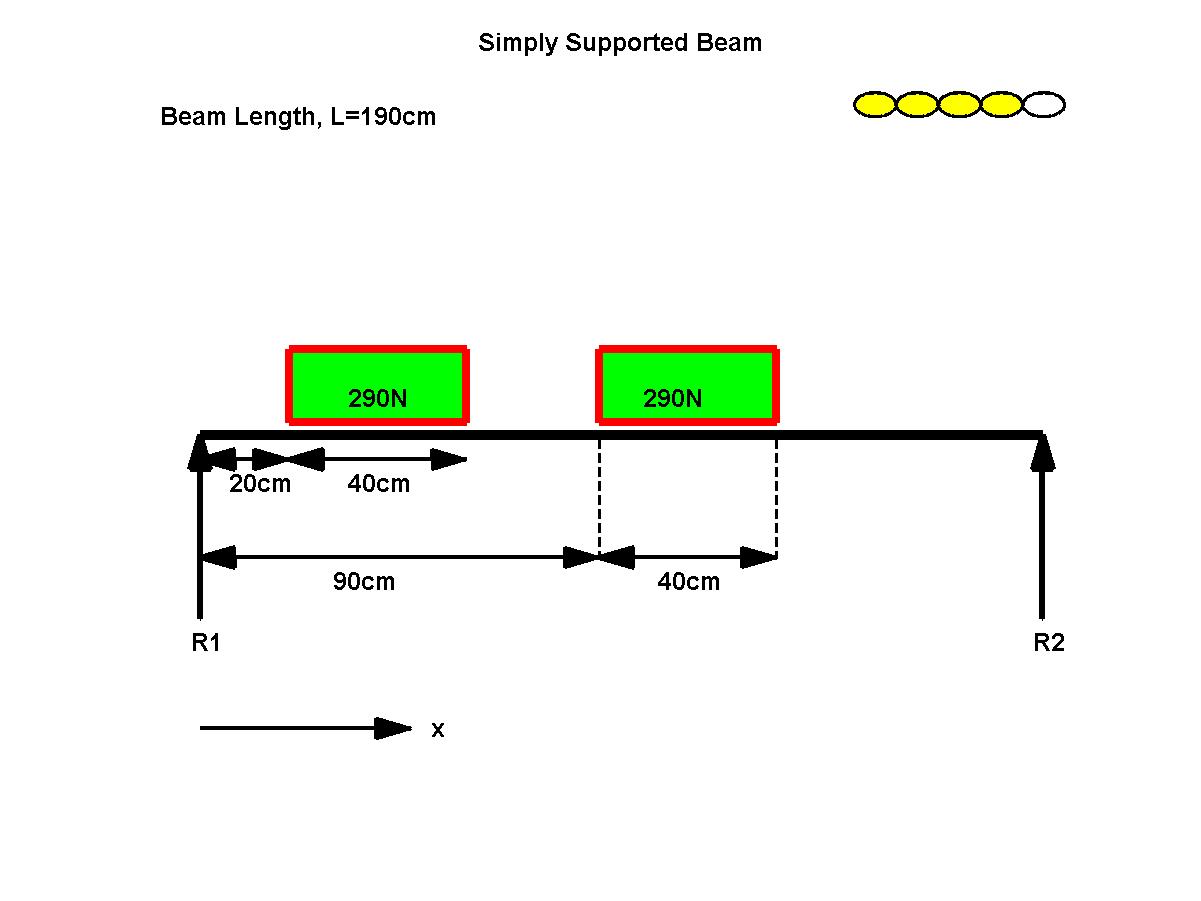 Simply Supported Beam
Beam Length, L=190cm
290N
290N
20cm
40cm
90cm
40cm
R1
R2
x